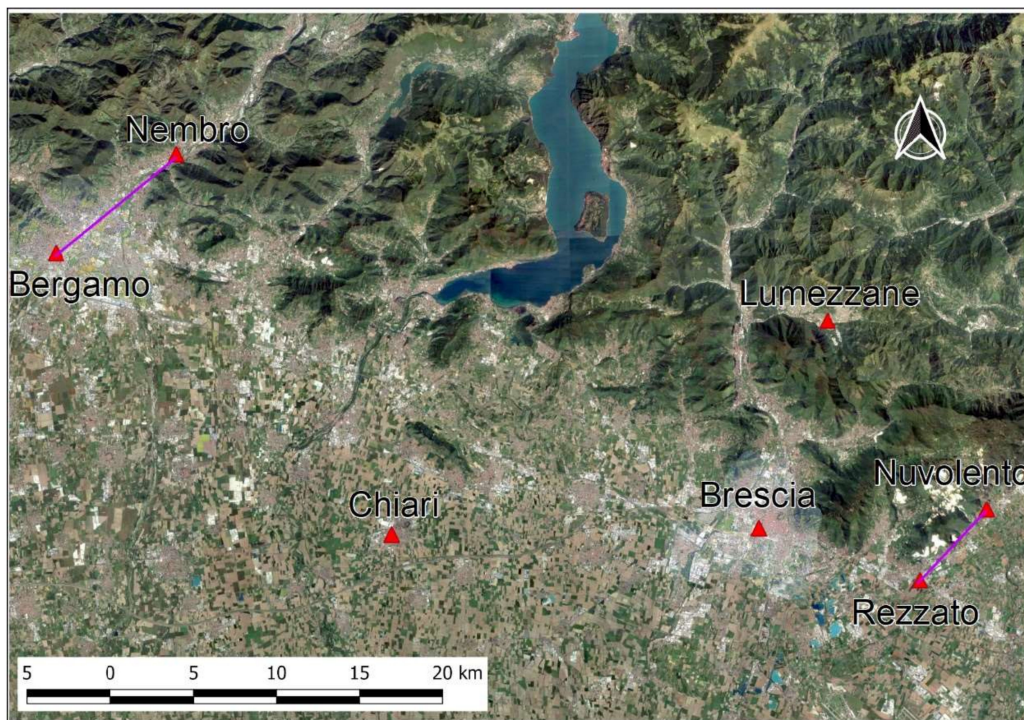 Nembro
Bergamo
Lumezzane
Nuvolento
Brescia
Chiari
Rezzato
5 0 5 10 15 20 km